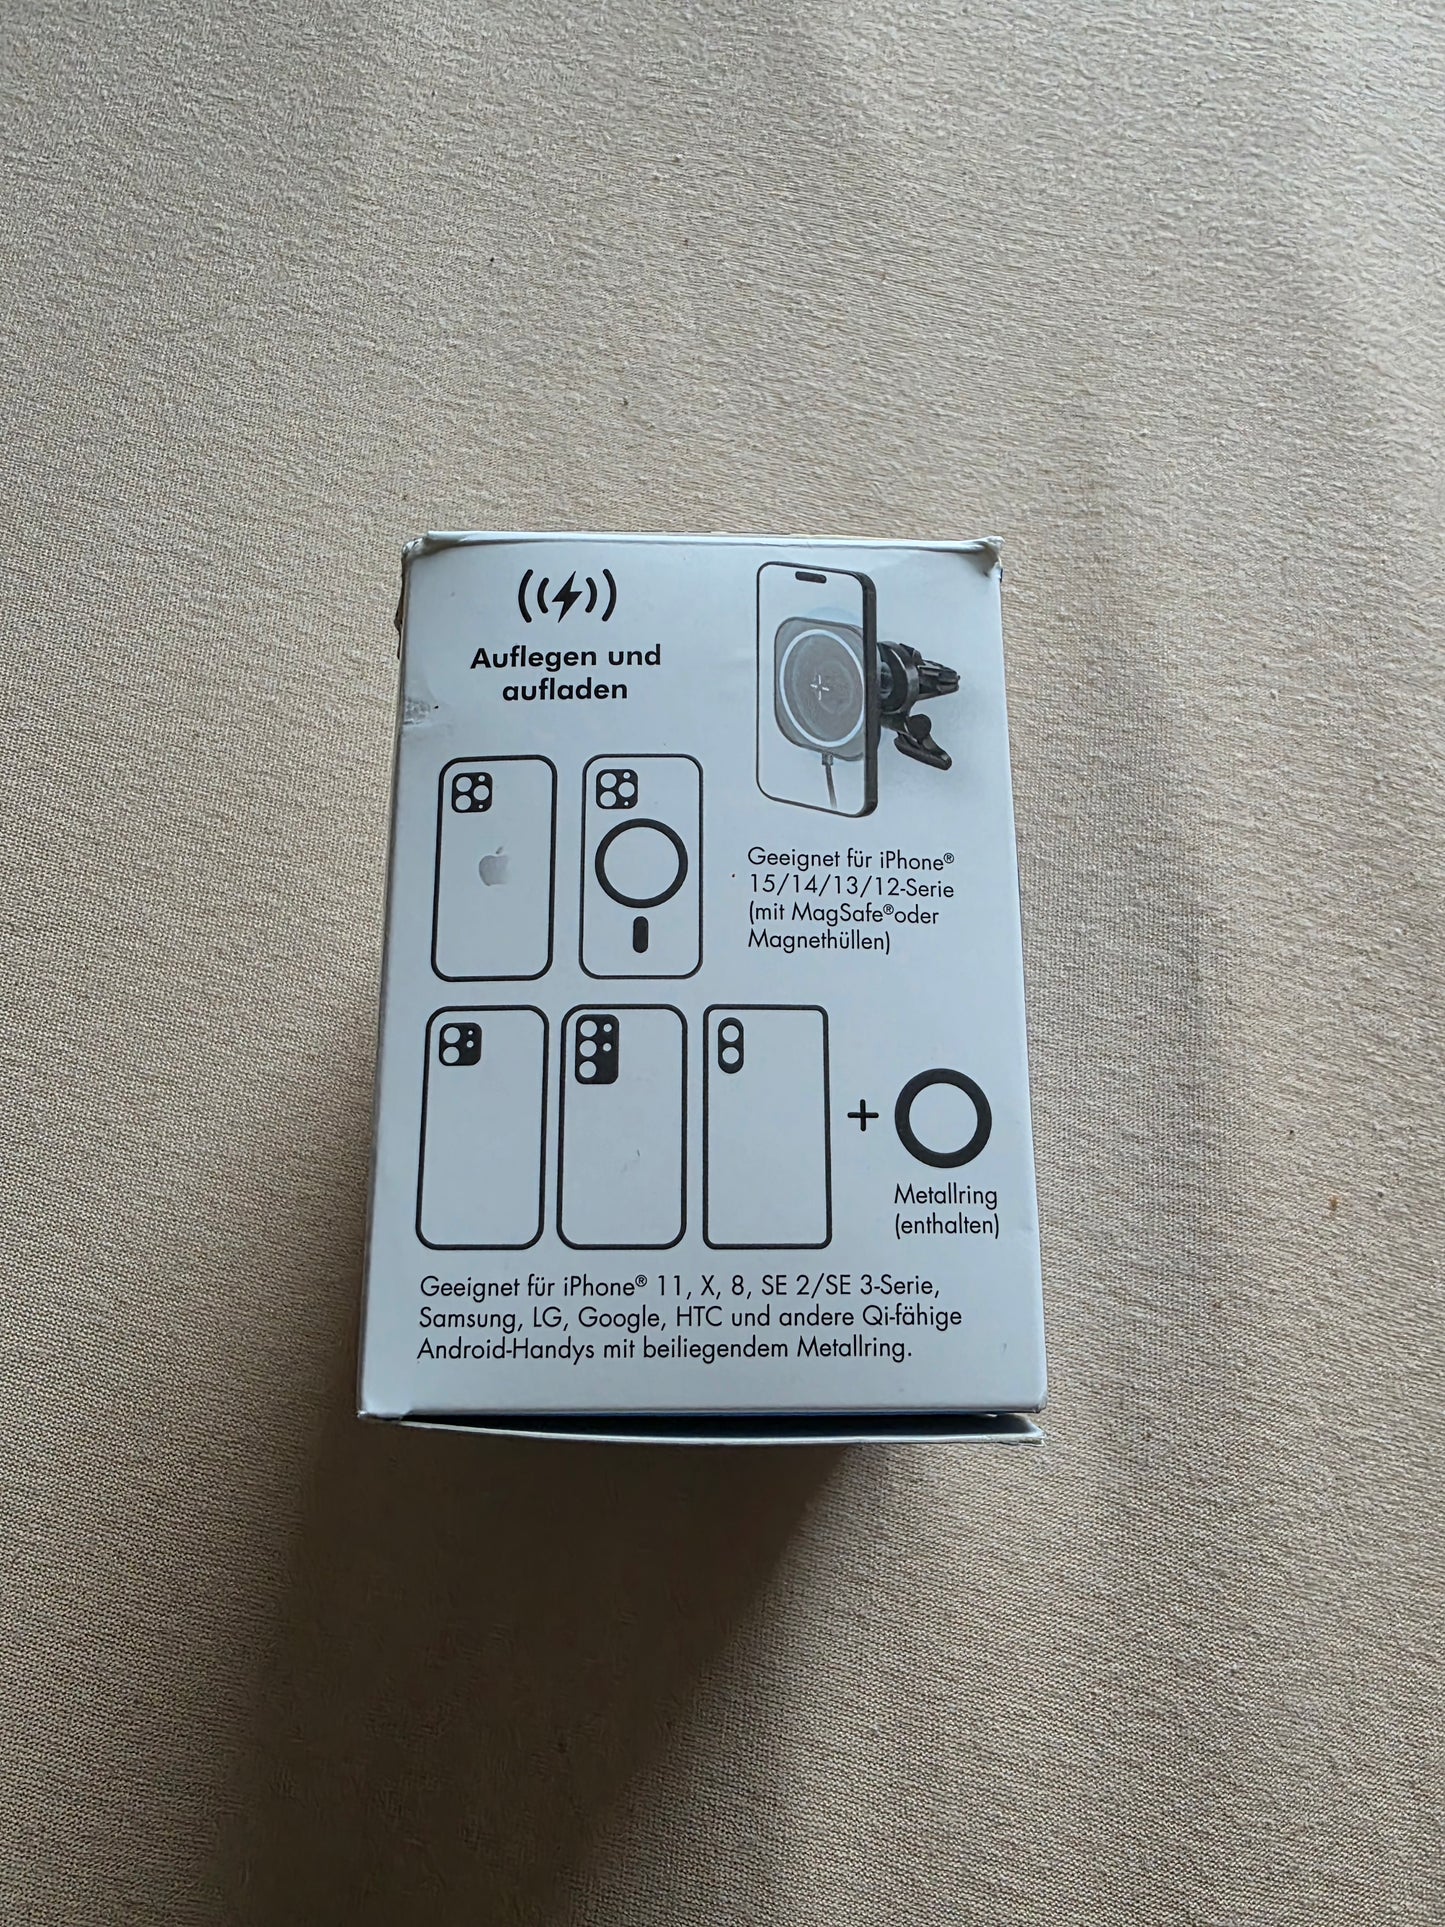 Auflegen und
aufladen
Geeignet für iPhone®
15/14/13/12-Serie
(mit MagSafe®oder
Magnethüllen)
+
Metallring
(enthalten)
Geeignet für iPhone® 11, X, 8, SE 2/SE 3-Serie,
Samsung, LG, Google, HTC und andere Qi-fähige
Android-Handys mit beiliegendem Metallring.